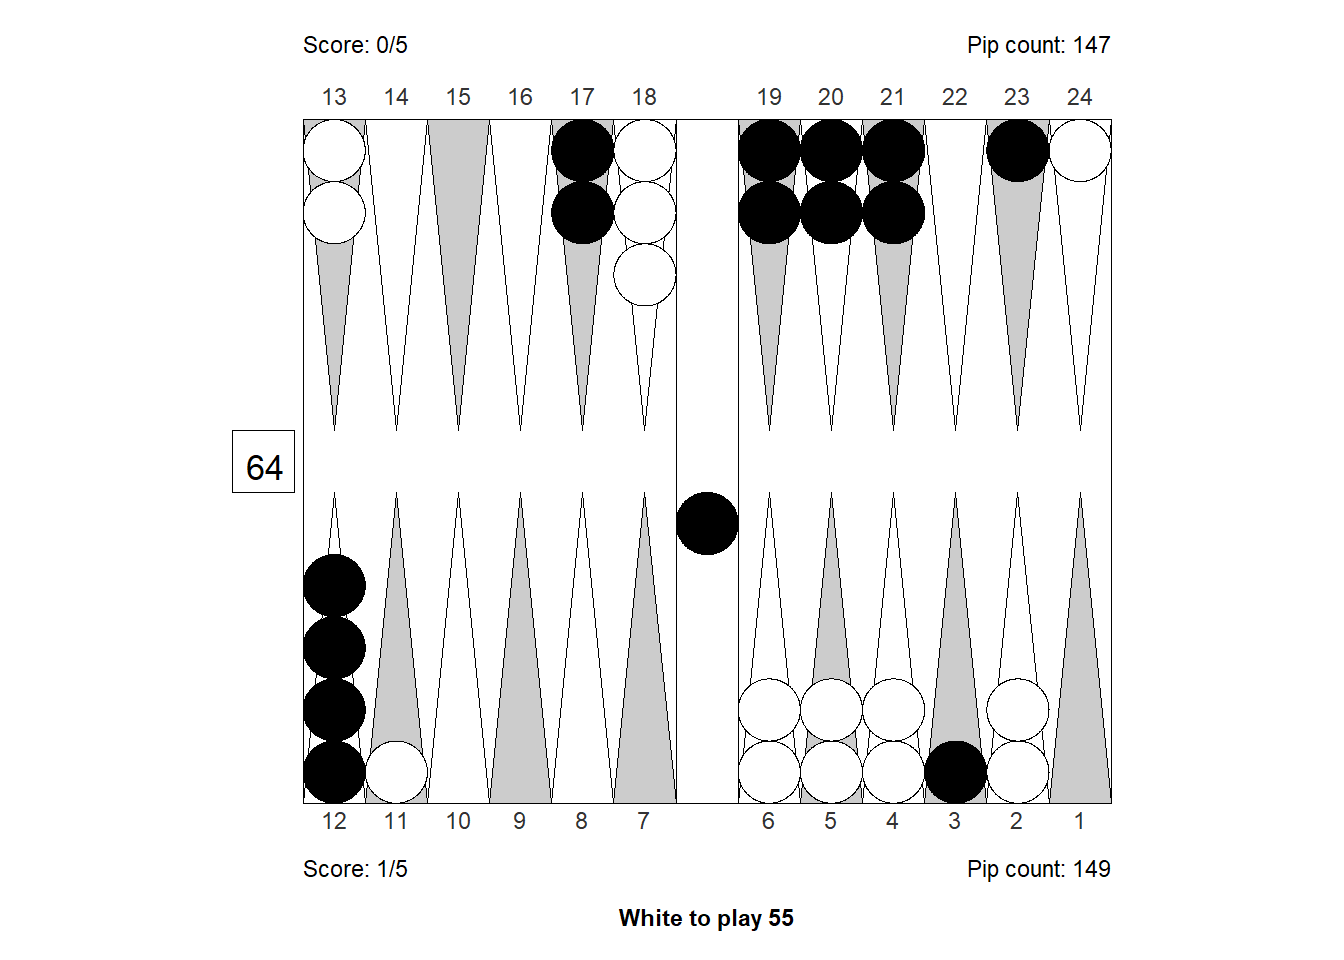 Score: 0/5 Pip count: 147
13 14 15 16 17 18 19 20 21 22 23 24
64
12 11 10 9 8 7 6 5 4 3 2 1
Score: 1/5 Pip count: 149
White to play 55